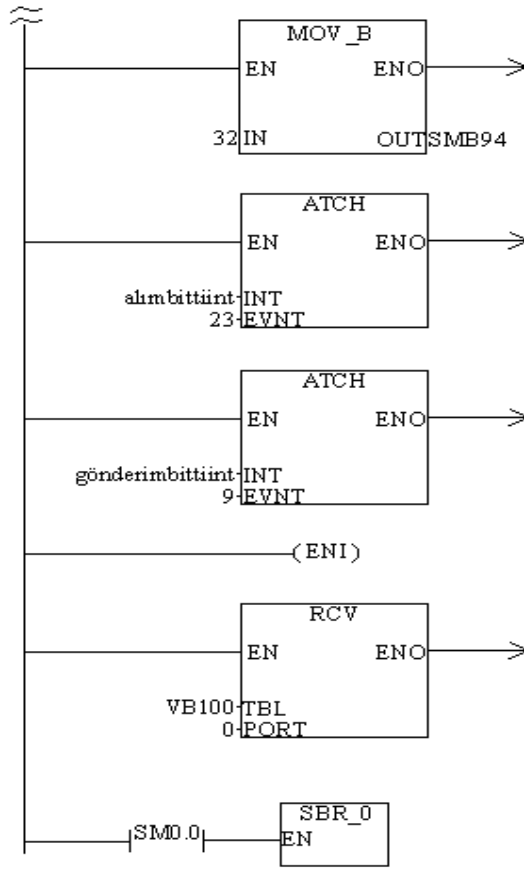 MOV_B
EN ENO
32 IN OUT SMB94
ATCH
EN ENO
alımbittiint INT
23 EVNT
ATCH
EN ENO
gönderimbittiint INT
9 EVNT
(ENI)
RCV
EN ENO
VB100 TBL
0 PORT
SBR_0
SM0.0 EN